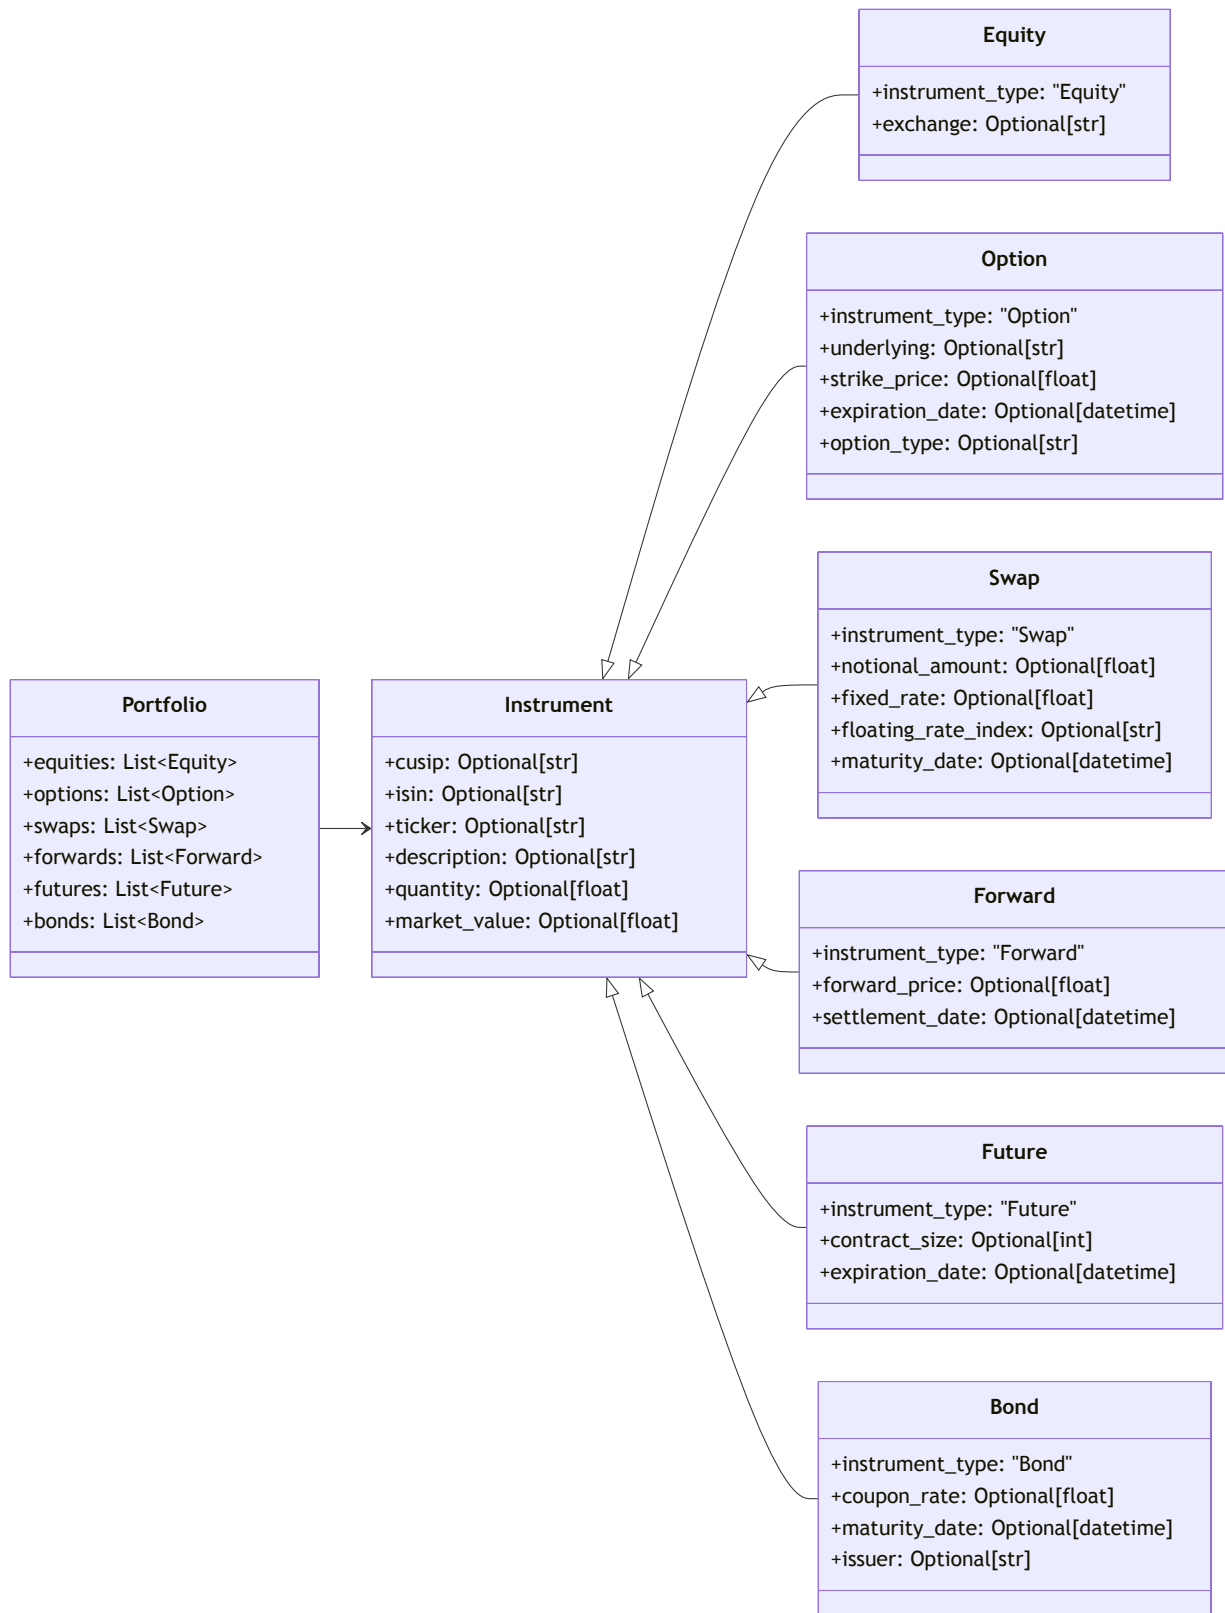 Equity
+instrument_type: "Equity"
+exchange: Optional[str]
Option
+instrument_type: "Option"
+underlying: Optional[str]
+strike_price: Optional[float]
+expiration_date: Optional[datetime]
+option_type: Optional[str]
Swap
+instrument_type: "Swap"
+notional_amount: Optional[float]
+fixed_rate: Optional[float]
+floating_rate_index: Optional[str]
+maturity_date: Optional[datetime]
Portfolio
+equities: List<Equity>
+options: List<Option>
+swaps: List<Swap>
+forwards: List<Forward>
+futures: List<Future>
+bonds: List<Bond>
Instrument
+cusip: Optional[str]
+isin: Optional[str]
+ticker: Optional[str]
+description: Optional[str]
+quantity: Optional[float]
+market_value: Optional[float]
Forward
+instrument_type: "Forward"
+forward_price: Optional[float]
+settlement_date: Optional[datetime]
Future
+instrument_type: "Future"
+contract_size: Optional[int]
+expiration_date: Optional[datetime]
Bond
+instrument_type: "Bond"
+coupon_rate: Optional[float]
+maturity_date: Optional[datetime]
+issuer: Optional[str]